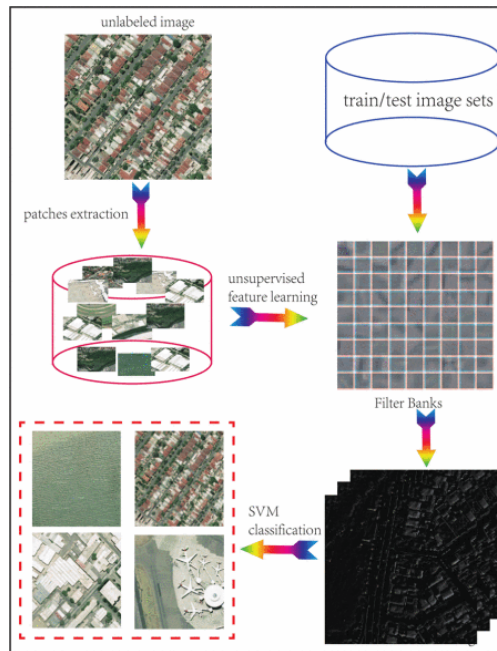 unlabeled image
train/test image sets
patches extraction
unsupervised
feature learning
Filter Banks
SVM
classification